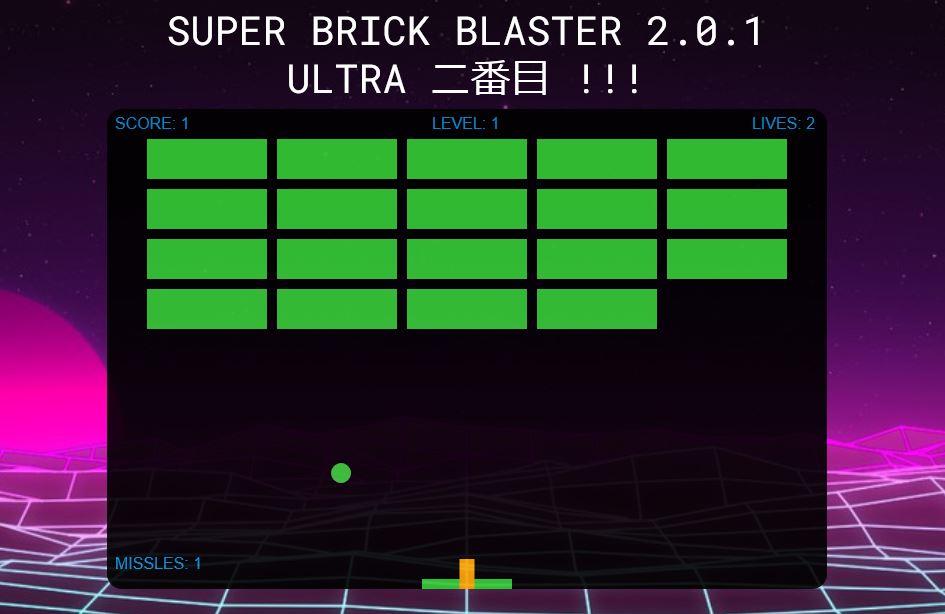 SUPER BRICK BLASTER 2.0.1
ULTRA 二番目 !!!
SCORE: 1
LEVEL: 1
LIVES: 2
MISSLES: 1